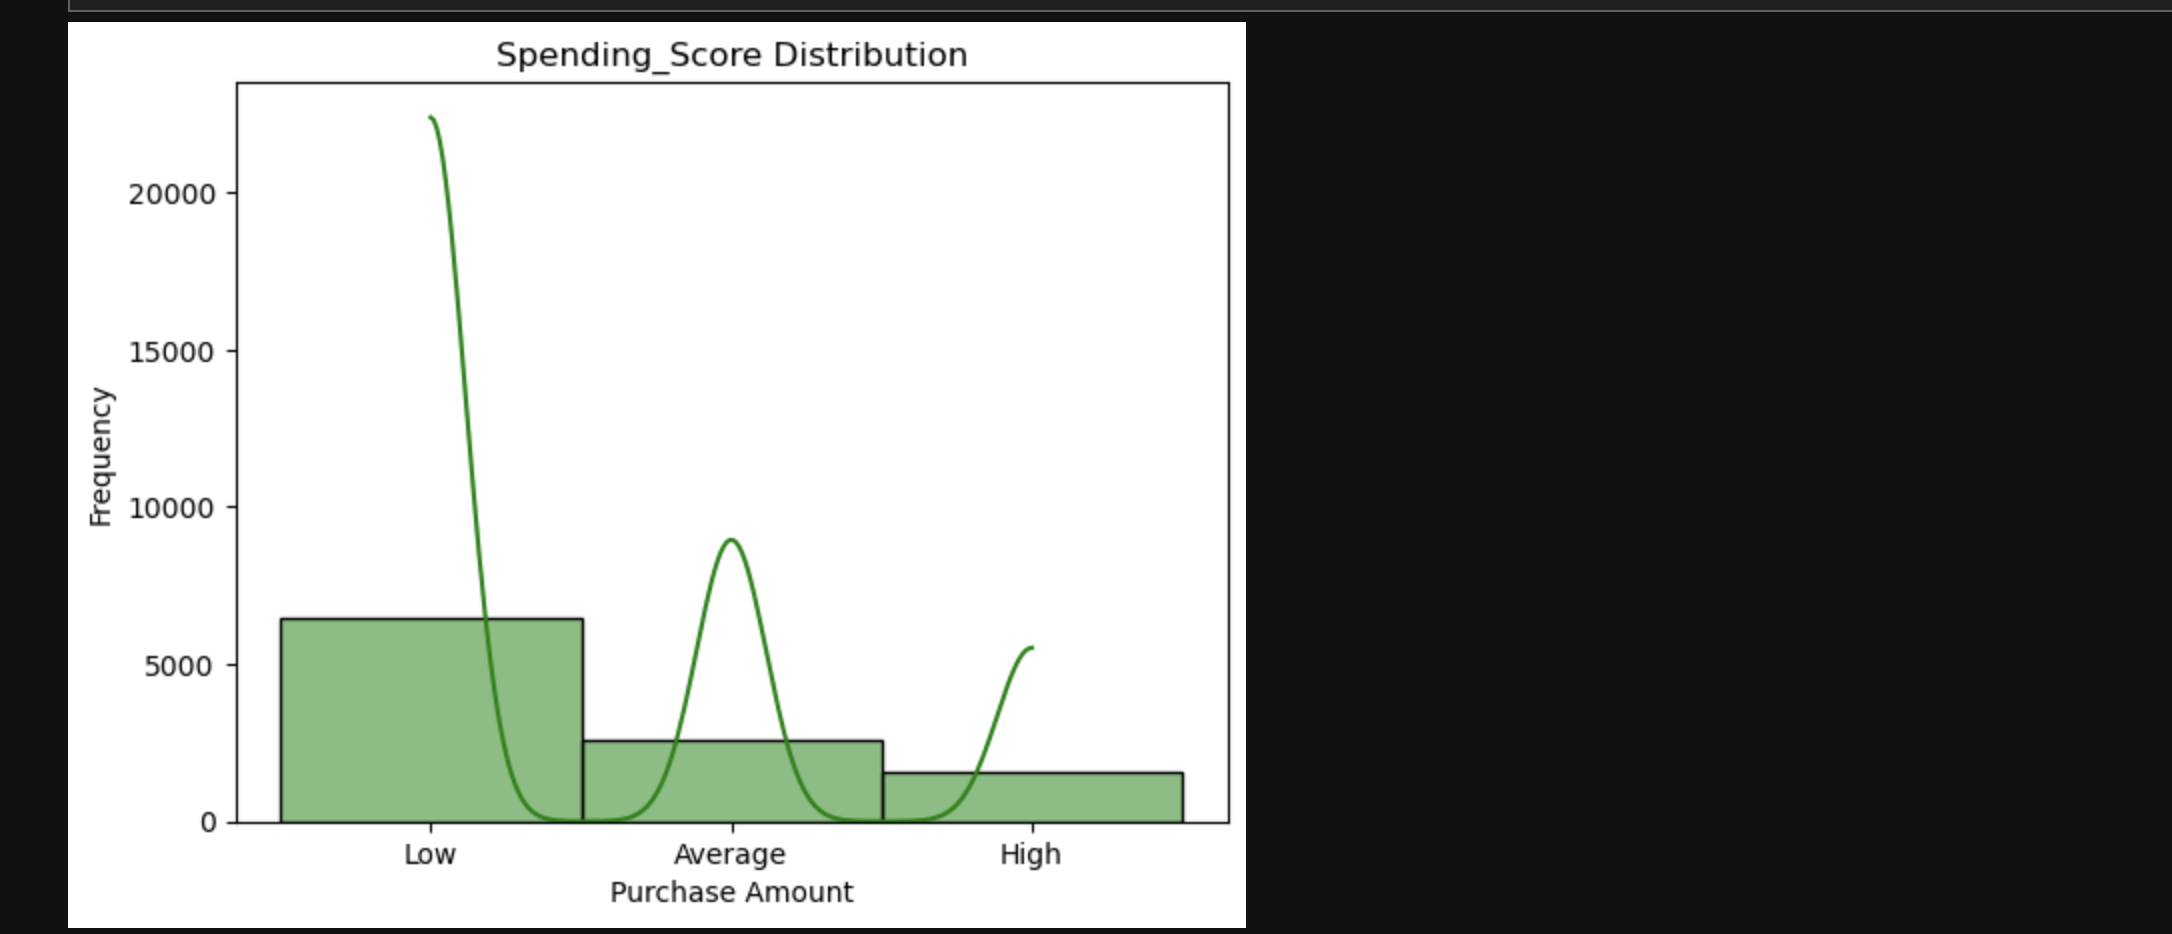 Spending_Score Distribution
Frequency
20000
15000
10000
5000
0
Low
Average
High
Purchase Amount